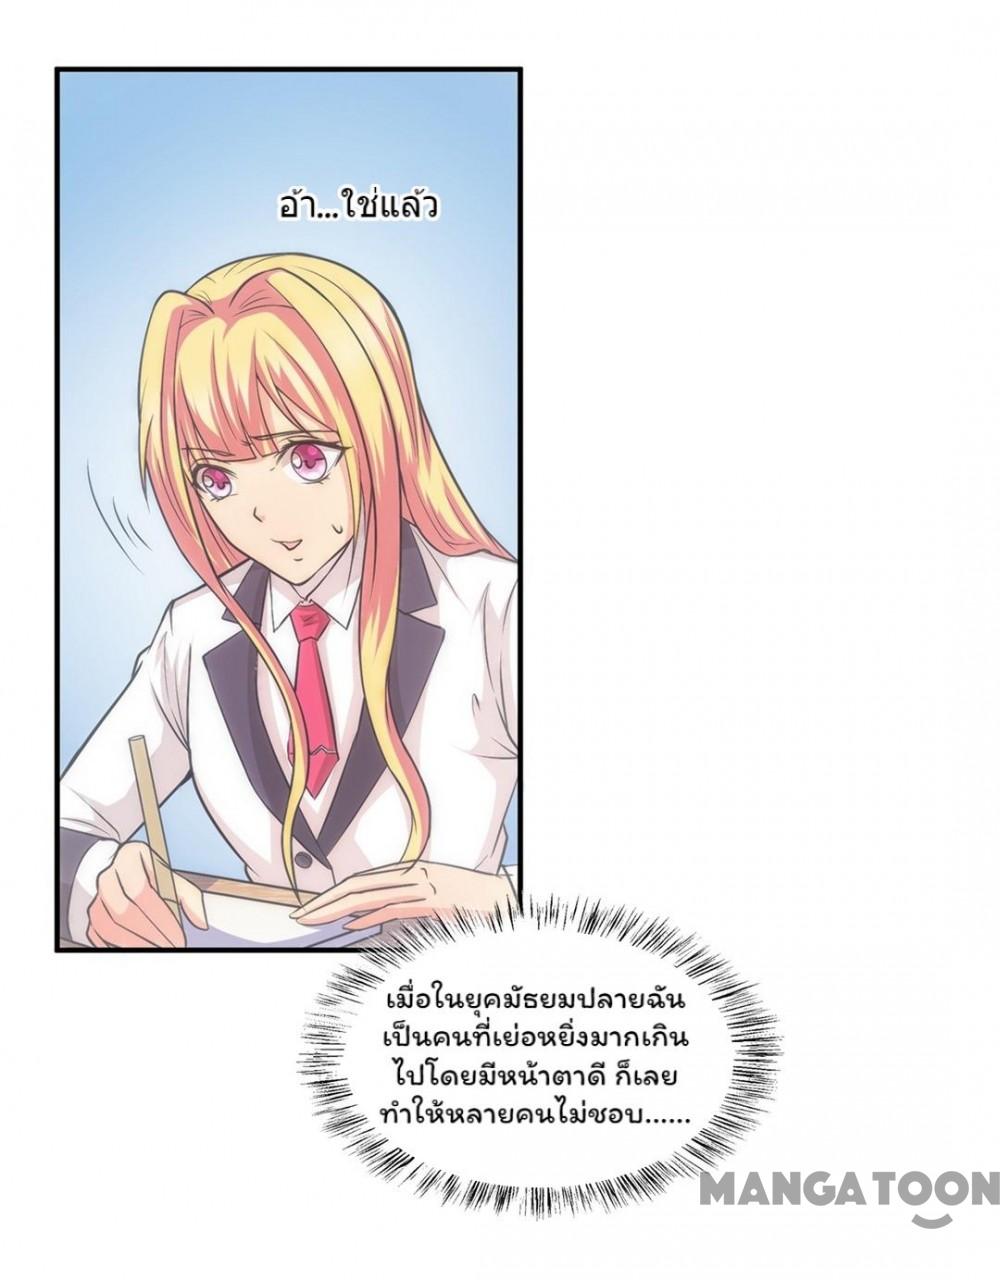 อ้า...ใช่แล้ว
เมื่อในยุคมัธยมปลายฉัน
เป็นคนที่เย่อหยิ่งมากเกิน
ไปโดยมีหน้าตาดี ก็เลย
ทำให้หลายคนไม่ชอบ......
MANGATOON